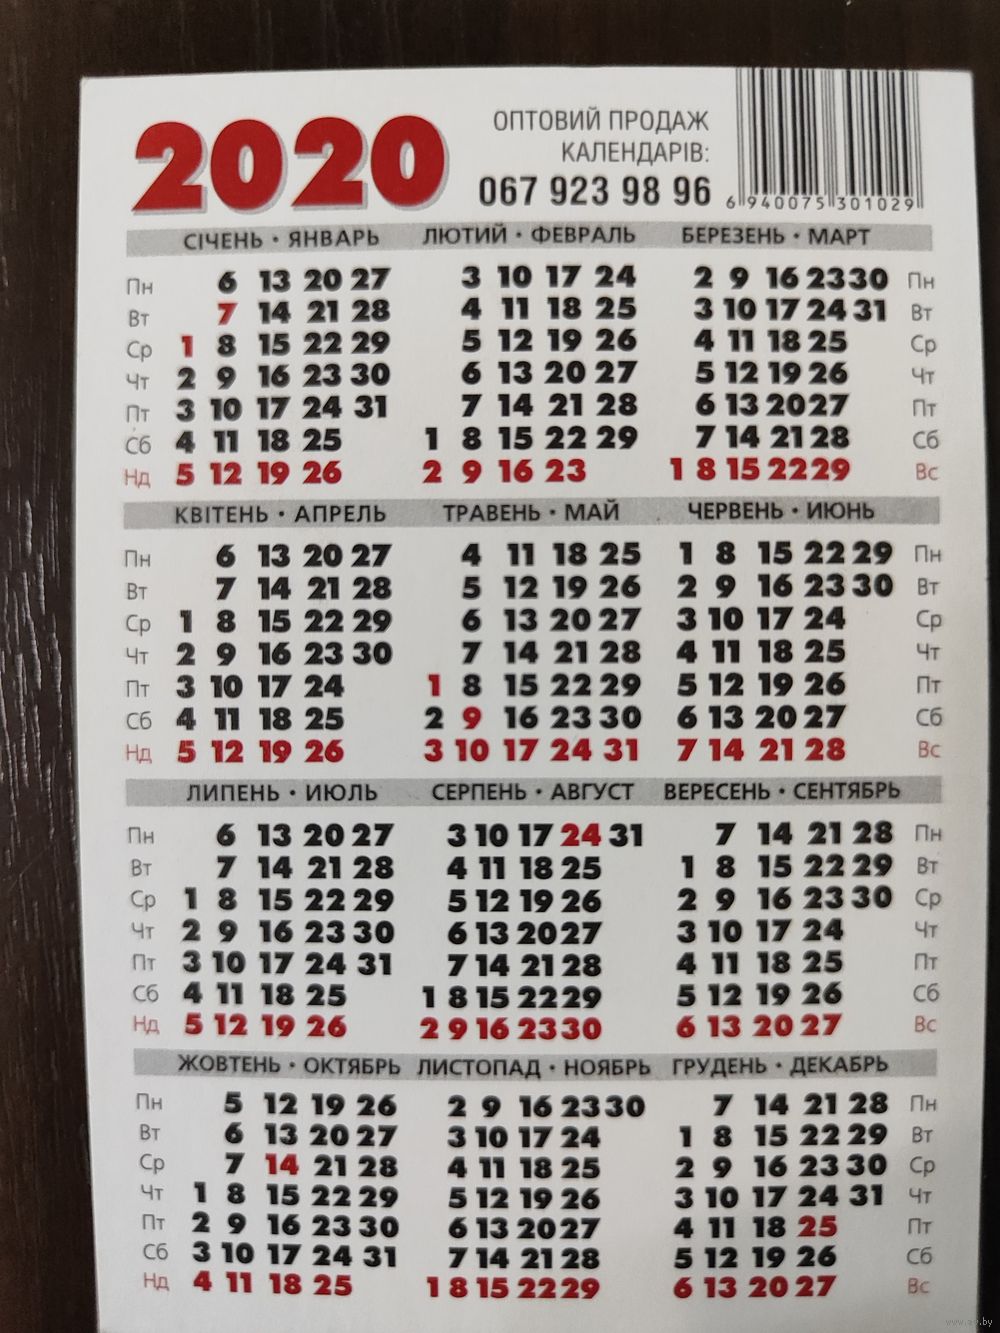 2020
ОПТОВИЙ ПРОДАЖ
КАЛЕНДАРІВ:
067 923 98 96
6 940075 301029
СІЧЕНЬ · ЯНВАРЬ ЛЮТИЙ · ФЕВРАЛЬ БЕРЕЗЕНЬ · МАРТ
Пн 6 13 20 27 3 10 17 24 2 9 16 23 30 Пн
Вт 7 14 21 28 4 11 18 25 3 10 17 24 31 Вт
Ср 1 8 15 22 29 5 12 19 26 4 11 18 25 Ср
Чт 2 9 16 23 30 6 13 20 27 5 12 19 26 Чт
Пт 3 10 17 24 31 7 14 21 28 6 13 20 27 Пт
Сб 4 11 18 25 1 8 15 22 29 7 14 21 28 Сб
Нд 5 12 19 26 2 9 16 23 1 8 15 22 29 Вс
КВІТЕНЬ · АПРЕЛЬ ТРАВЕНЬ · МАЙ ЧЕРВЕНЬ · ИЮНЬ
Пн 6 13 20 27 4 11 18 25 1 8 15 22 29 Пн
Вт 7 14 21 28 5 12 19 26 2 9 16 23 30 Вт
Ср 1 8 15 22 29 6 13 20 27 3 10 17 24 Ср
Чт 2 9 16 23 30 7 14 21 28 4 11 18 25 Чт
Пт 3 10 17 24 1 8 15 22 29 5 12 19 26 Пт
Сб 4 11 18 25 2 9 16 23 30 6 13 20 27 Сб
Нд 5 12 19 26 3 10 17 24 31 7 14 21 28 Вс
ЛИПЕНЬ · ИЮЛЬ СЕРПЕНЬ · АВГУСТ ВЕРЕСЕНЬ · СЕНТЯБРЬ
Пн 6 13 20 27 3 10 17 24 31 7 14 21 28 Пн
Вт 7 14 21 28 4 11 18 25 1 8 15 22 29 Вт
Ср 1 8 15 22 29 5 12 19 26 2 9 16 23 30 Ср
Чт 2 9 16 23 30 6 13 20 27 3 10 17 24 Чт
Пт 3 10 17 24 31 7 14 21 28 4 11 18 25 Пт
Сб 4 11 18 25 1 8 15 22 29 5 12 19 26 Сб
Нд 5 12 19 26 2 9 16 23 30 6 13 20 27 Вс
ЖОВТЕНЬ · ОКТЯБРЬ ЛИСТОПАД · НОЯБРЬ ГРУДЕНЬ · ДЕКАБРЬ
Пн 5 12 19 26 2 9 16 23 30 7 14 21 28 Пн
Вт 6 13 20 27 3 10 17 24 1 8 15 22 29 Вт
Ср 7 14 21 28 4 11 18 25 2 9 16 23 30 Ср
Чт 1 8 15 22 29 5 12 19 26 3 10 17 24 31 Чт
Пт 2 9 16 23 30 6 13 20 27 4 11 18 25 Пт
Сб 3 10 17 24 31 7 14 21 28 5 12 19 26 Сб
Нд 4 11 18 25 1 8 15 22 29 6 13 20 27 Вс